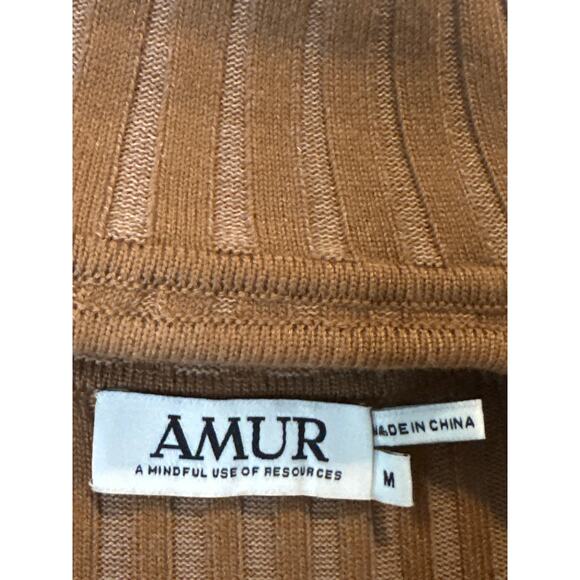 AMUR
A MINDFUL USE OF RESOURCES
MADE IN CHINA
M